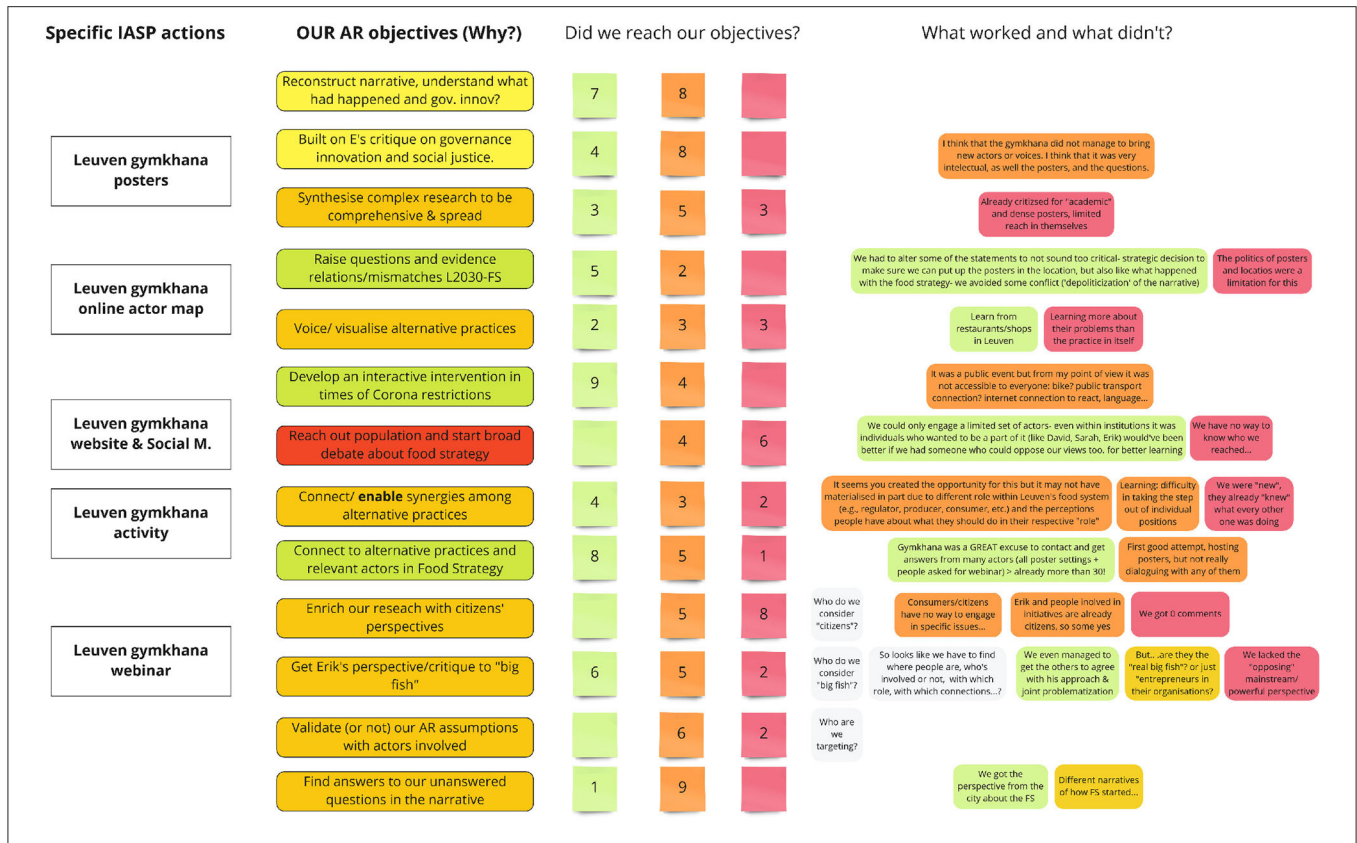 Specific IASP actions
OUR AR objectives (Why?)
Did we reach our objectives?
What worked and what didn't?
Reconstruct narrative, understand what
had happened and gov. innov?
7
8
Leuven gymkhana
posters
Built on E's critique on governance
innovation and social justice.
4
8
I think that the gymkhana did not manage to bring
new actors or voices. I think that it was very
intelectual, as well the posters, and the questions.
Synthesise complex research to be
comprehensive & spread
3
5
3
Already critizsed for "academic"
and dense posters, limited
reach in themselves
Leuven gymkhana
online actor map
Raise questions and evidence
relations/mismatches L2030-FS
5
2
We had to alter some of the statements to not sound too critical- strategic decision to
make sure we can put up the posters in the location, but also like what happened
with the food strategy- we avoided some conflict ('depoliticization' of the narrative)
The politics of posters
and locatios were a
limitation for this
Voice/ visualise alternative practices
2
3
3
Learn from
restaurants/shops
in Leuven
Learning more about
their problems than
the practice in itself
Develop an interactive intervention in
times of Corona restrictions
9
4
It was a public event but from my point of view it was
not accessible to everyone: bike? public transport
connection? internet connection to react, language...
Leuven gymkhana
website & Social M.
Reach out population and start broad
debate about food strategy
4
6
We could only engage a limited set of actors- even within institutions it was
individuals who wanted to be a part of it (like David, Sarah, Erik) would've been
better if we had someone who could oppose our views too. for better learning
We have no way to
know who we
reached...
Leuven gymkhana
activity
Connect/ enable synergies among
alternative practices
4
3
2
It seems you created the opportunity for this but it may not have
materialised in part due to different role within Leuven's food system
(e.g., regulator, producer, consumer, etc.) and the perceptions
people have about what they should do in their respective "role"
Learning: difficulty
in taking the step
out of individual
positions
We were "new",
they already "knew"
what every other
one was doing
Connect to alternative practices and
relevant actors in Food Strategy
8
5
1
Gymkhana was a GREAT excuse to contact and get
answers from many actors (all poster settings +
people asked for webinar) > already more than 30!
First good attempt, hosting
posters, but not really
dialoguing with any of them
Leuven gymkhana
webinar
Enrich our reseach with citizens'
perspectives
5
8
Who do we
consider
"citizens"?
Consumers/citizens
have no way to engage
in specific issues...
Erik and people inolved in
initiatives are already
citizens, so some yes
We got 0 comments
Get Erik's perspective/critique to "big
fish"
6
5
2
Who do we
consider
"big fish"?
So looks like we have to find
where people are, who's
involved or not, with which
role, with which connections...?
We even managed to
get the others to agree
with his approach &
joint problematization
But... .are they the
"real big fish"? or just
"entrepreneurs in
their organisations?
We lacked the
"opposing"
mainstream/
powerful perspective
Validate (or not) our AR assumptions
with actors involved
6
2
Who are
we
targeting?
Find answers to our unanswered
questions in the narrative
1
9
We got the
perspective from the
city about the FS
Different narratives
of how FS started...